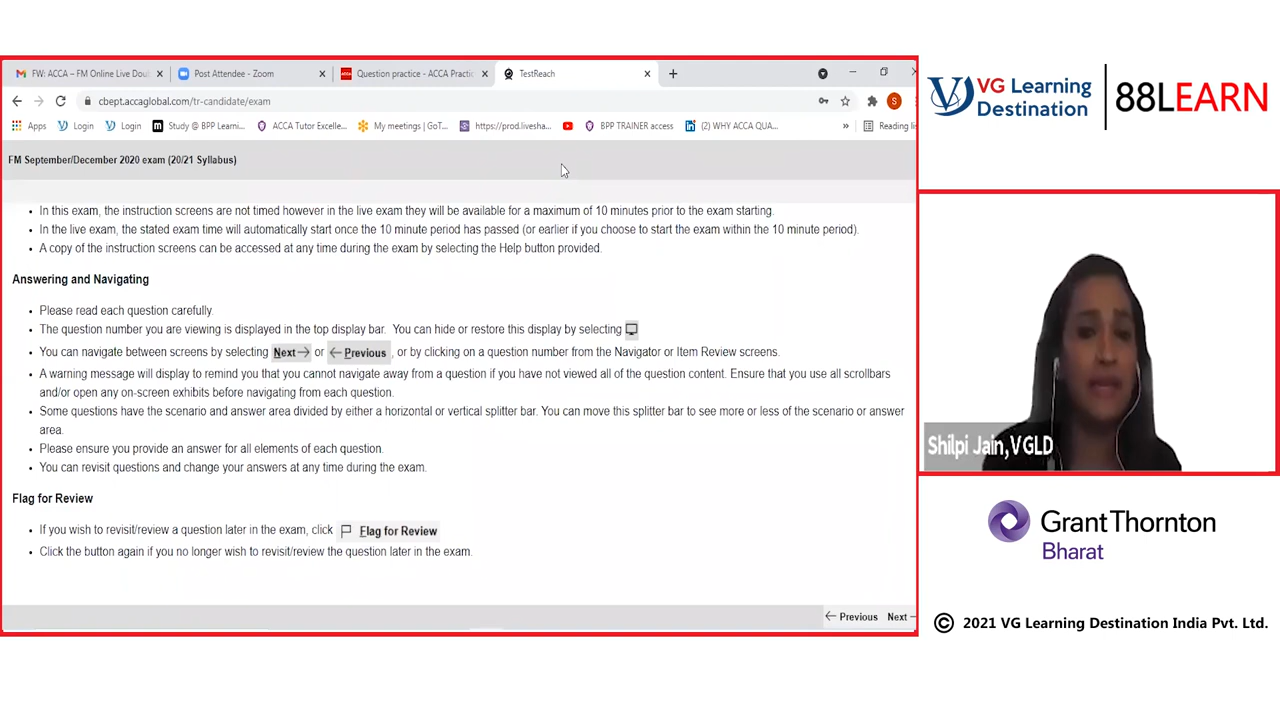 FW: ACCA – FM Online Live Dou
Post Attendee - Zoom
Question practice - ACCA Practic
TestReach
cbept.accaglobal.com/tr-candidate/exam
S
Apps
Login
Login
Study @ BPP Learni...
ACCA Tutor Excelle...
My meetings | GoT...
https://prod.livesha...
BPP TRAINER access
(2) WHY ACCA QUA...
»
Reading lis
FM September/December 2020 exam (20/21 Syllabus)
• In this exam, the instruction screens are not timed however in the live exam they will be available for a maximum of 10 minutes prior to the exam starting.
• In the live exam, the stated exam time will automatically start once the 10 minute period has passed (or earlier if you choose to start the exam within the 10 minute period).
• A copy of the instruction screens can be accessed at any time during the exam by selecting the Help button provided.
Answering and Navigating
• Please read each question carefully.
• The question number you are viewing is displayed in the top display bar. You can hide or restore this display by selecting
• You can navigate between screens by selecting Next → or ← Previous , or by clicking on a question number from the Navigator or Item Review screens.
• A warning message will display to remind you that you cannot navigate away from a question if you have not viewed all of the question content. Ensure that you use all scrollbars
and/or open any on-screen exhibits before navigating from each question.
• Some questions have the scenario and answer area divided by either a horizontal or vertical splitter bar. You can move this splitter bar to see more or less of the scenario or answer
area.
• Please ensure you provide an answer for all elements of each question.
• You can revisit questions and change your answers at any time during the exam.
Flag for Review
• If you wish to revisit/review a question later in the exam, click Flag for Review
• Click the button again if you no longer wish to revisit/review the question later in the exam.
← Previous Next
VG Learning
Destination
88LEARN
Shilpi Jain,VGLD
Grant Thornton
Bharat
© 2021 VG Learning Destination India Pvt. Ltd.